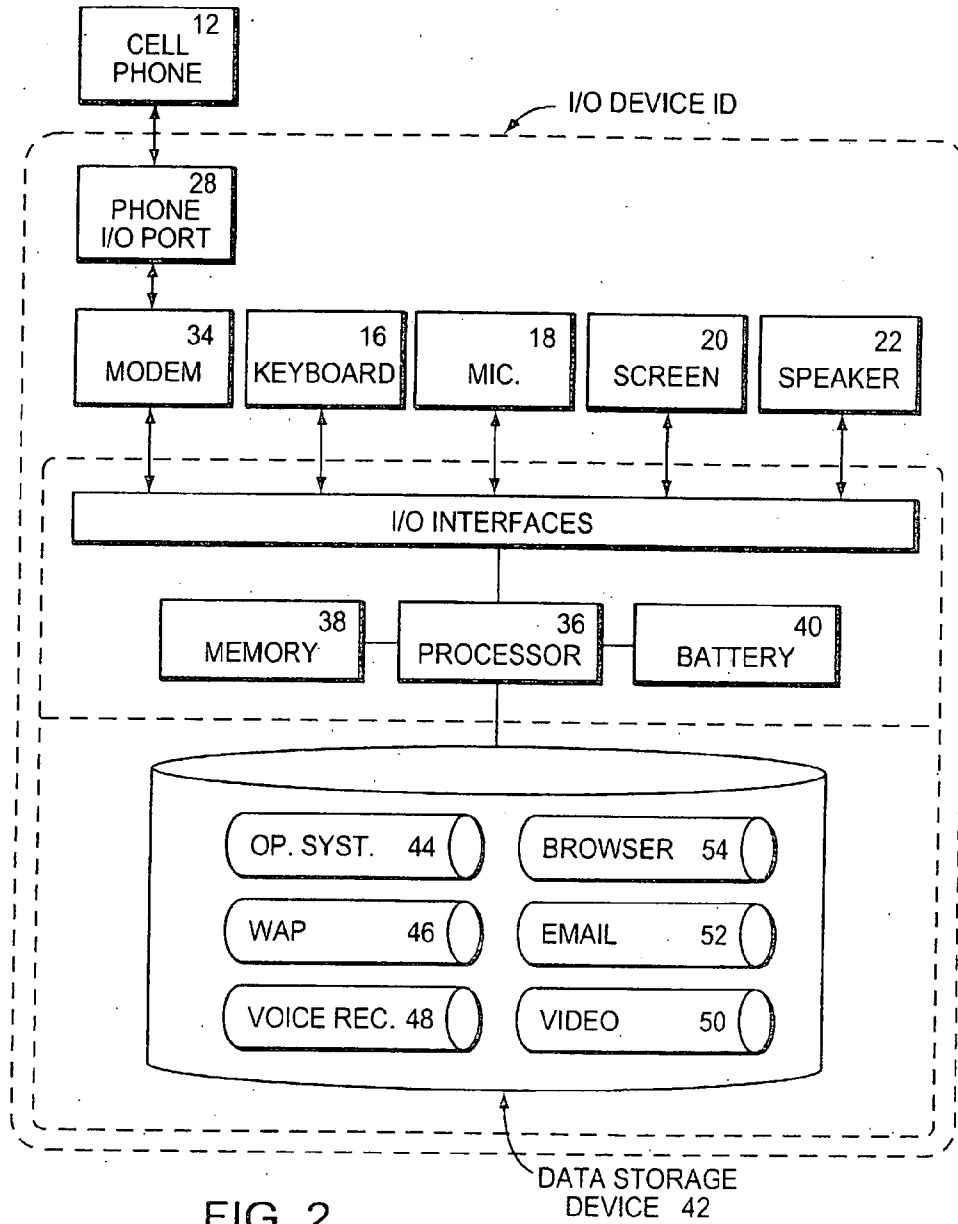 12
CELL
PHONE
I/O DEVICE ID
28
PHONE
I/O PORT
34
MODEM
16
KEYBOARD
18
MIC.
20
SCREEN
22
SPEAKER
I/O INTERFACES
38
MEMORY
36
PROCESSOR
40
BATTERY
OP. SYST. 44
BROWSER 54
WAP 46
EMAIL 52
VOICE REC. 48
VIDEO 50
DATA STORAGE
DEVICE 42
FIG. 2